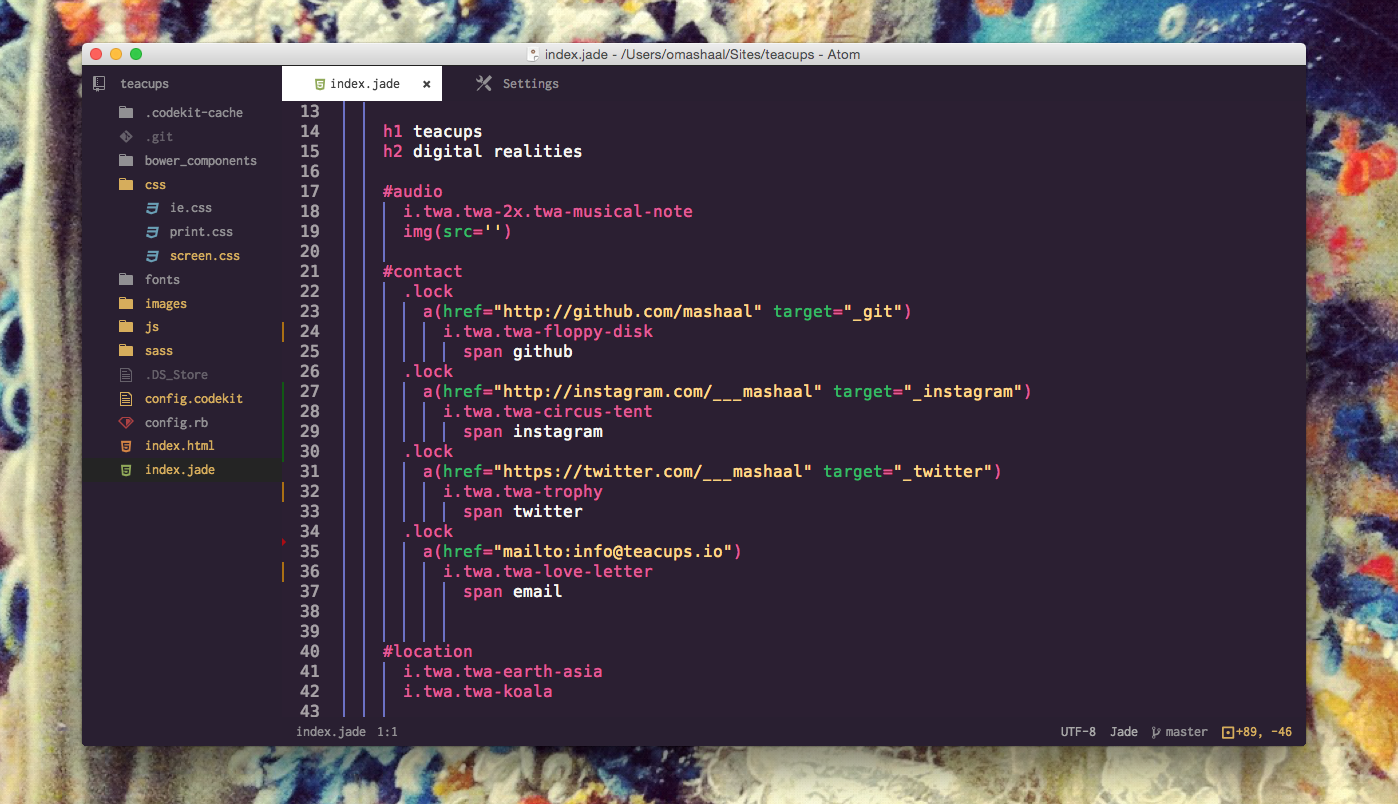 index.jade - /Users/omashaal/Sites/teacups - Atom
teacups
.codekit-cache
.git
bower_components
css
ie.css
print.css
screen.css
fonts
images
js
sass
.DS_Store
config.codekit
config.rb
index.html
index.jade
index.jade × Settings
13
14 h1 teacups
15 h2 digital realities
16
17 #audio
18 i.twa.twa-2x.twa-musical-note
19 img(src='')
20
21 #contact
22 .lock
23 a(href="http://github.com/mashaal" target="_git")
24 i.twa.twa-floppy-disk
25 span github
26 .lock
27 a(href="http://instagram.com/___mashaal" target="_instagram")
28 i.twa.twa-circus-tent
29 span instagram
30 .lock
31 a(href="https://twitter.com/___mashaal" target="_twitter")
32 i.twa.twa-trophy
33 span twitter
34 .lock
35 a(href="mailto:info@teacups.io")
36 i.twa.twa-love-letter
37 span email
38
39
40 #location
41 i.twa.twa-earth-asia
42 i.twa.twa-koala
43
index.jade 1:1 UTF-8 Jade master +89, -46